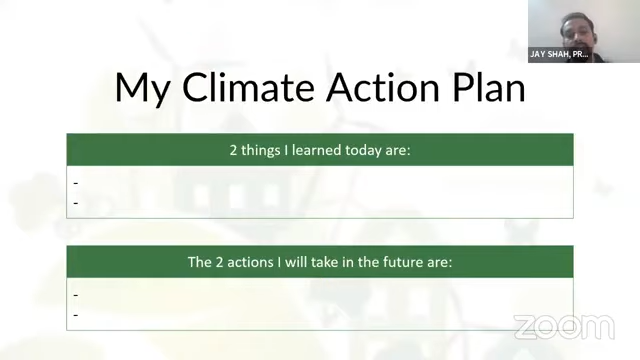 JAY SHAH, PR...
My Climate Action Plan
2 things I learned today are:
-
-
The 2 actions I will take in the future are:
-
-
zoom